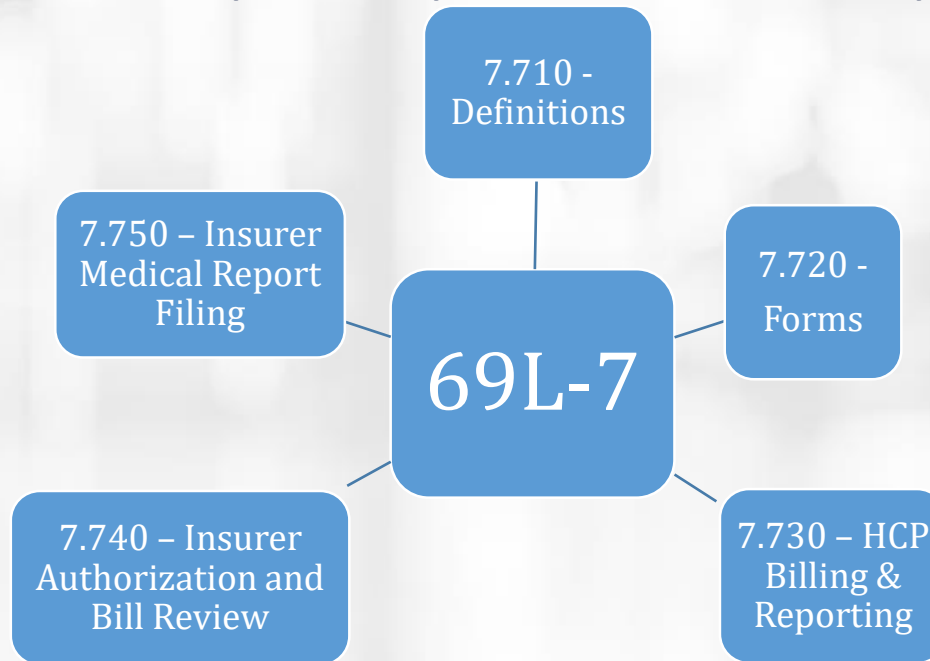 7.710 -
Definitions
7.750 – Insurer
Medical Report
Filing
7.720 -
Forms
69L-7
7.740 – Insurer
Authorization and
Bill Review
7.730 – HCP
Billing &
Reporting